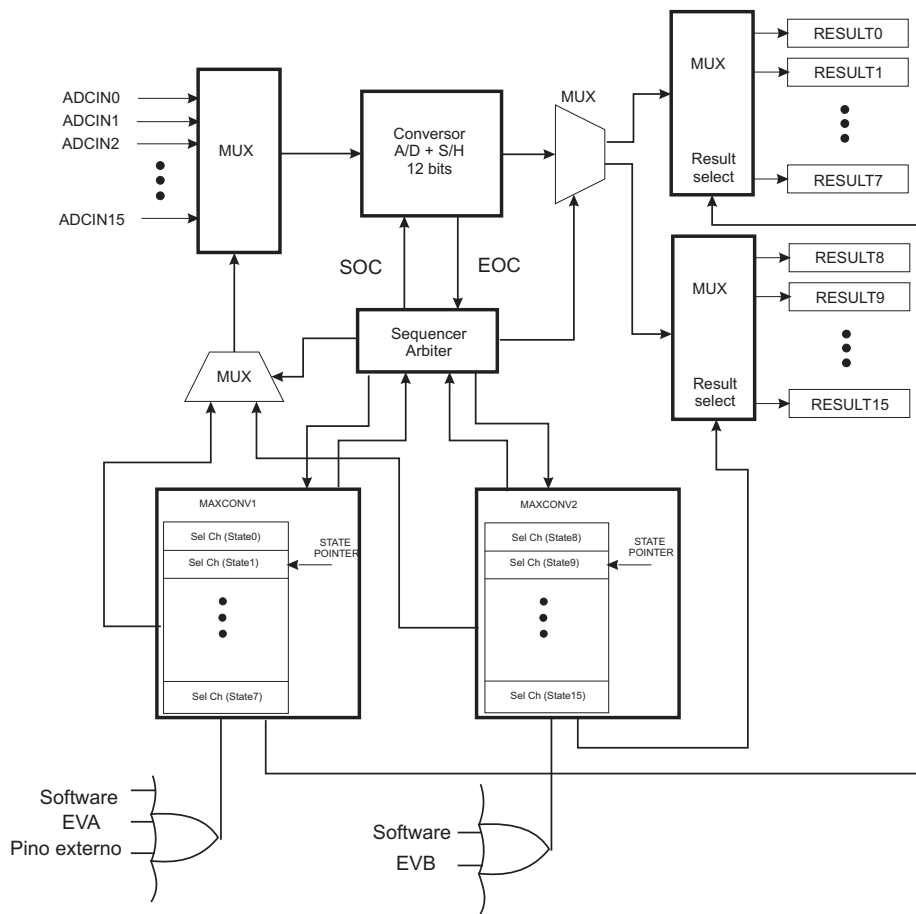 ADCIN0
ADCIN1
ADCIN2
ADCIN15
MUX
Conversor
A/D + S/H
12 bits
MUX
MUX
Result
select
RESULT0
RESULT1
RESULT7
SOC
EOC
Sequencer
Arbiter
MUX
MUX
Result
select
RESULT8
RESULT9
RESULT15
MAXCONV1
Sel Ch (State0)
Sel Ch (State1)
Sel Ch (State7)
STATE
POINTER
MAXCONV2
Sel Ch (State8)
Sel Ch (State9)
Sel Ch (State15)
STATE
POINTER
Software
EVA
Pino externo
Software
EVB